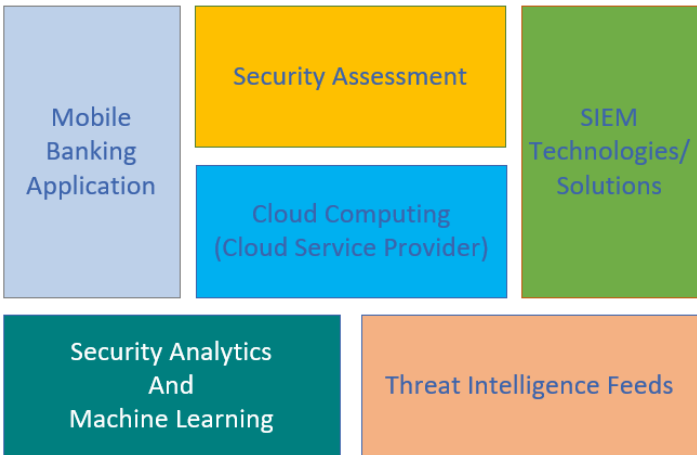 Mobile
Banking
Application
Security Assessment
SIEM
Technologies/
Solutions
Cloud Computing
(Cloud Service Provider)
Security Analytics
And
Machine Learning
Threat Intelligence Feeds